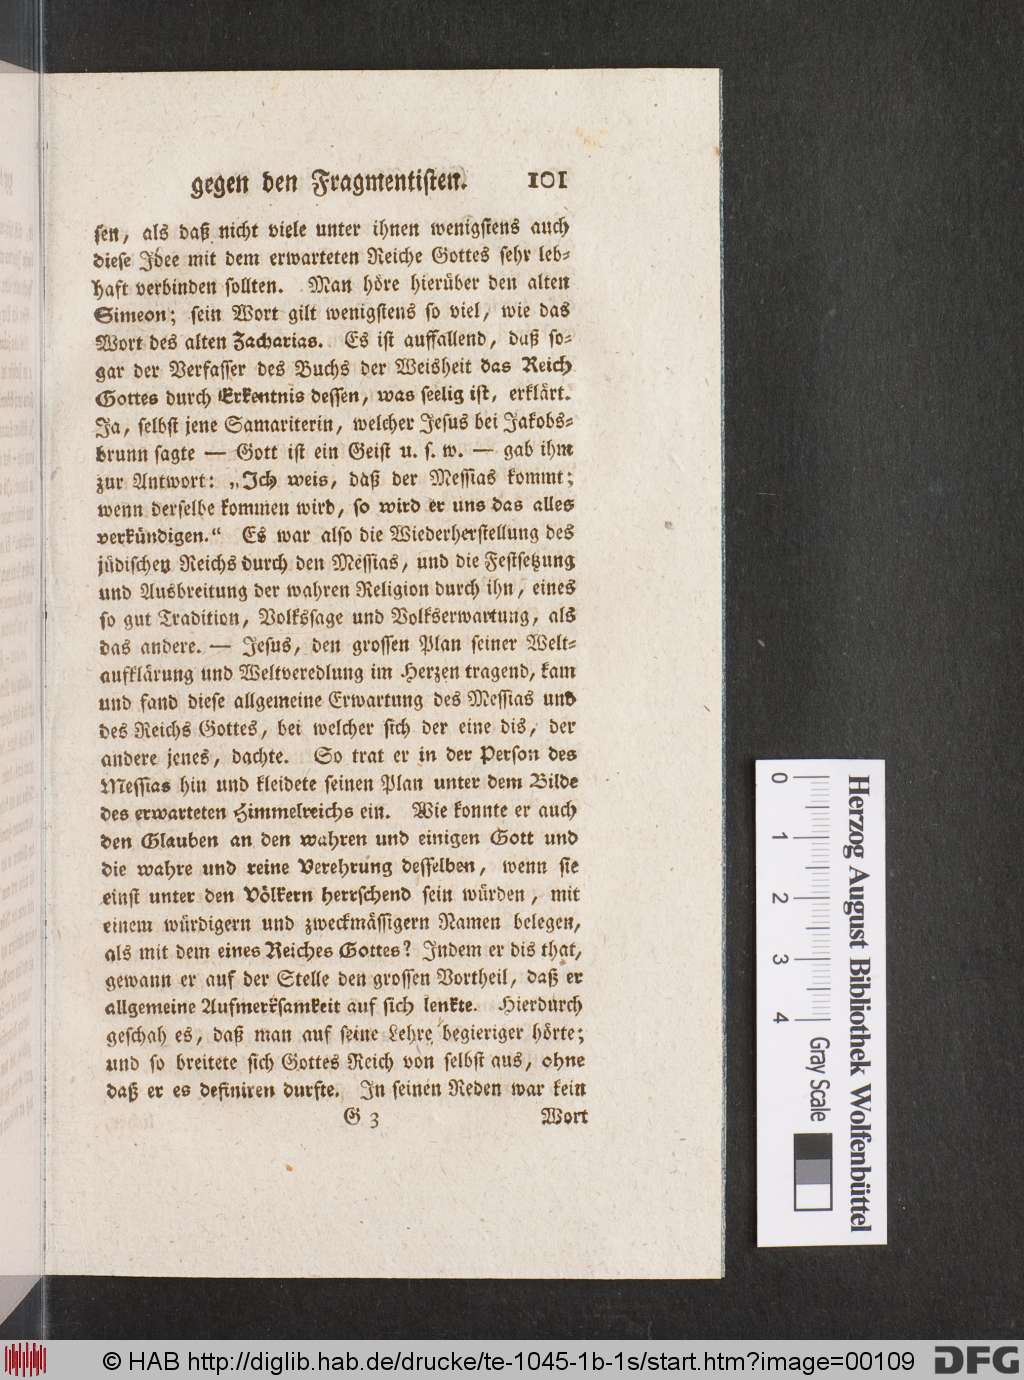 gegen den Fragmentisten. 101
sen, als daß nicht viele unter ihnen wenigstens auch
diese Idee mit dem erwarteten Reiche Gottes sehr leb-
haft verbinden sollten. Man höre hierüber den alten
Simeon; sein Wort gilt wenigstens so viel, wie das
Wort des alten Zacharias. Es ist auffallend, daß so-
gar der Verfasser des Buchs der Weisheit das Reich
Gottes durch Erkentnis dessen, was seelig ist, erklärt.
Ja, selbst jene Samariterin, welcher Jesus bei Jakobs-
brunn sagte — Gott ist ein Geist u. s. w. — gab ihm
zur Antwort: „Ich weis, daß der Messias kommt;
wenn derselbe kommen wird, so wird er uns das alles
verkündigen.“ Es war also die Wiederherstellung des
jüdischen Reichs durch den Messias, und die Festsetzung
und Ausbreitung der wahren Religion durch ihn, eines
so gut Tradition, Volkssage und Volkserwartung, als
das andere. — Jesus, den grossen Plan seiner Welt-
aufklärung und Weltveredlung im Herzen tragend, kam
und fand diese allgemeine Erwartung des Messias und
des Reichs Gottes, bei welcher sich der eine dis, der
andere jenes, dachte. So trat er in der Person des
Messias hin und kleidete seinen Plan unter dem Bilde
des erwarteten Himmelreichs ein. Wie konnte er auch
den Glauben an den wahren und einigen Gott und
die wahre und reine Verehrung desselben, wenn sie
einst unter den Völkern herrschend sein würden, mit
einem würdigern und zweckmässigern Namen belegen,
als mit dem eines Reiches Gottes? Indem er dis that,
gewann er auf der Stelle den grossen Vortheil, daß er
allgemeine Aufmerksamkeit auf sich lenkte. Hierdurch
geschah es, daß man auf seine Lehre begieriger hörte;
und so breitete sich Gottes Reich von selbst aus, ohne
daß er es definiren durfte. In seinen Reden war kein
G 3 Wort
0 1 2 3 4 Gray Scale
Herzog August Bibliothek Wolfenbüttel
© HAB http://diglib.hab.de/drucke/te-1045-1b-1s/start.htm?image=00109 DFG